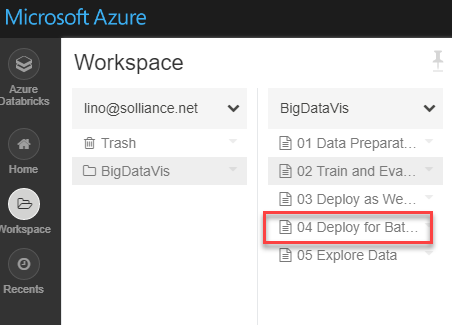 Microsoft Azure
Azure
Databricks
Home
Workspace
Recents
Workspace
lino@solliance.net
Trash
BigDataVis
BigDataVis
01 Data Preparat...
02 Train and Eva...
03 Deploy as We...
04 Deploy for Bat...
05 Explore Data